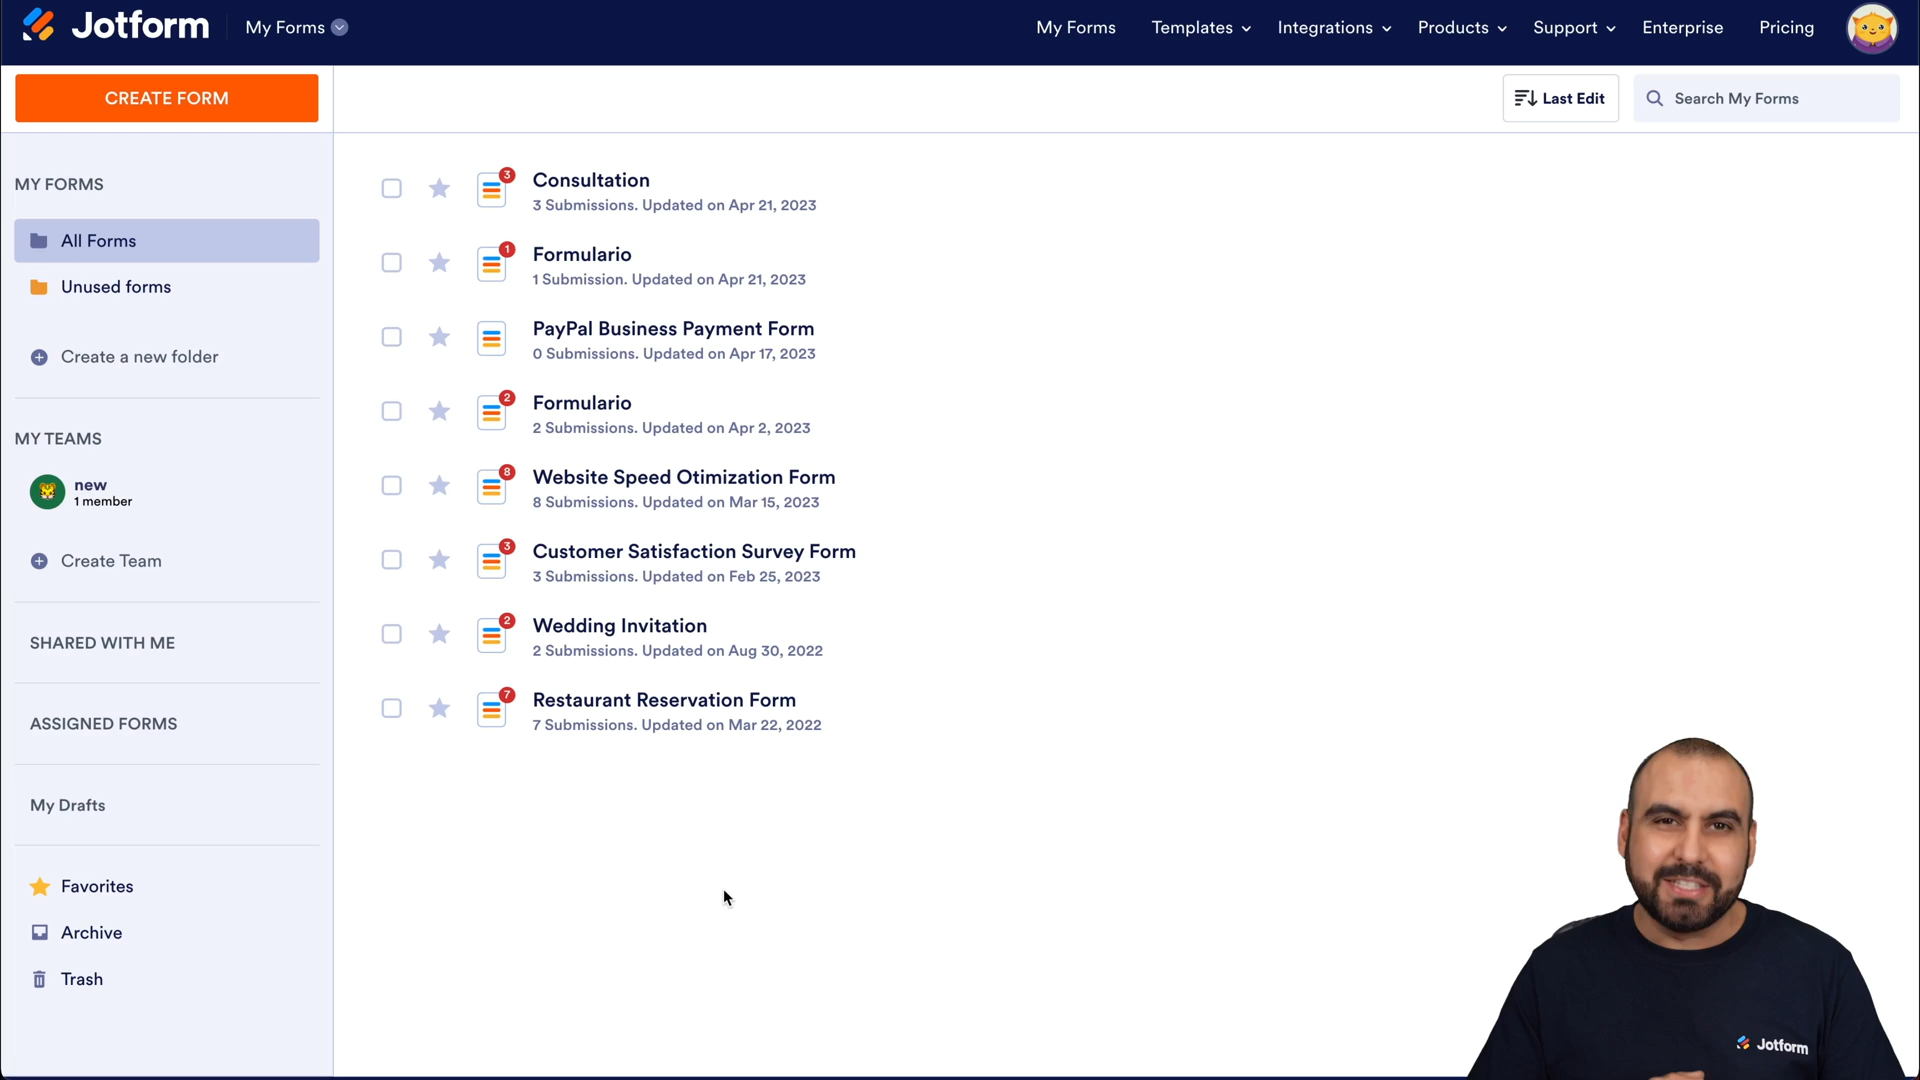 Jotform
My Forms
My Forms
Templates
Integrations
Products
Support
Enterprise
Pricing
CREATE FORM
Last Edit
Search My Forms
MY FORMS
All Forms
Unused forms
Create a new folder
MY TEAMS
new
1 member
Create Team
SHARED WITH ME
ASSIGNED FORMS
My Drafts
Favorites
Archive
Trash
3
Consultation
3 Submissions. Updated on Apr 21, 2023
1
Formulario
1 Submission. Updated on Apr 21, 2023
PayPal Business Payment Form
0 Submissions. Updated on Apr 17, 2023
2
Formulario
2 Submissions. Updated on Apr 2, 2023
8
Website Speed Otimization Form
8 Submissions. Updated on Mar 15, 2023
3
Customer Satisfaction Survey Form
3 Submissions. Updated on Feb 25, 2023
2
Wedding Invitation
2 Submissions. Updated on Aug 30, 2022
7
Restaurant Reservation Form
7 Submissions. Updated on Mar 22, 2022
Jotform